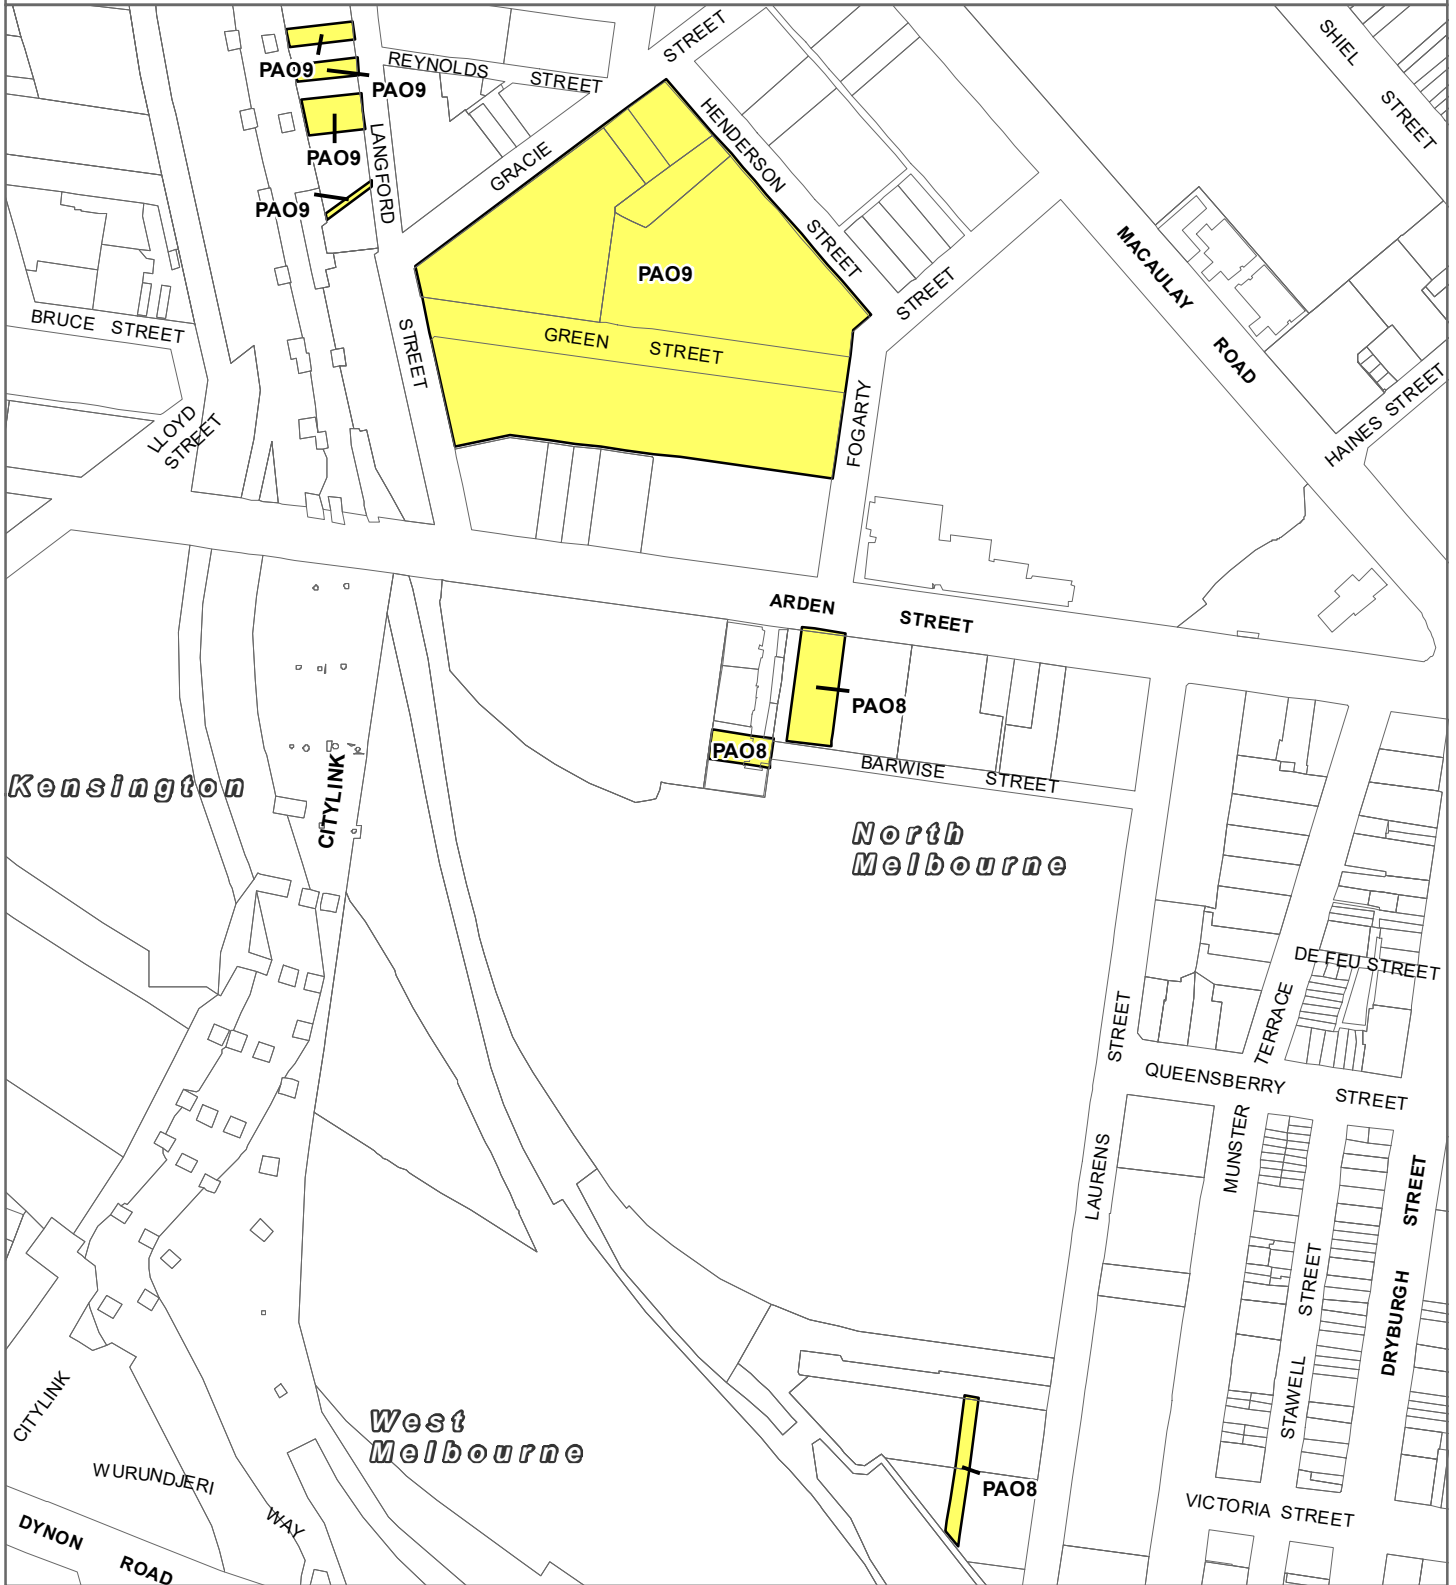 STREET
SHIEL
STREET
REYNOLDS STREET
PAO9
PAO9
PAO9
PAO9
LANGFORD
STREET
GRACIE
HENDERSON
STREET
STREET
PAO9
GREEN STREET
FOGARTY
MACAULAY
ROAD
HAINES STREET
BRUCE STREET
LLOYD
STREET
ARDEN STREET
PAO8
PAO8
BARWISE STREET
Kensington
CITYLINK
North
Melbourne
DE FEU STREET
STREET
TERRACE
QUEENSBERRY
STREET
MUNSTER
LAURENS
STREET
STREET
DRYBURGH
STAWELL
CITYLINK
West
Melbourne
WURUNDJERI
WAY
PAO8
VICTORIA STREET
DYNON
ROAD